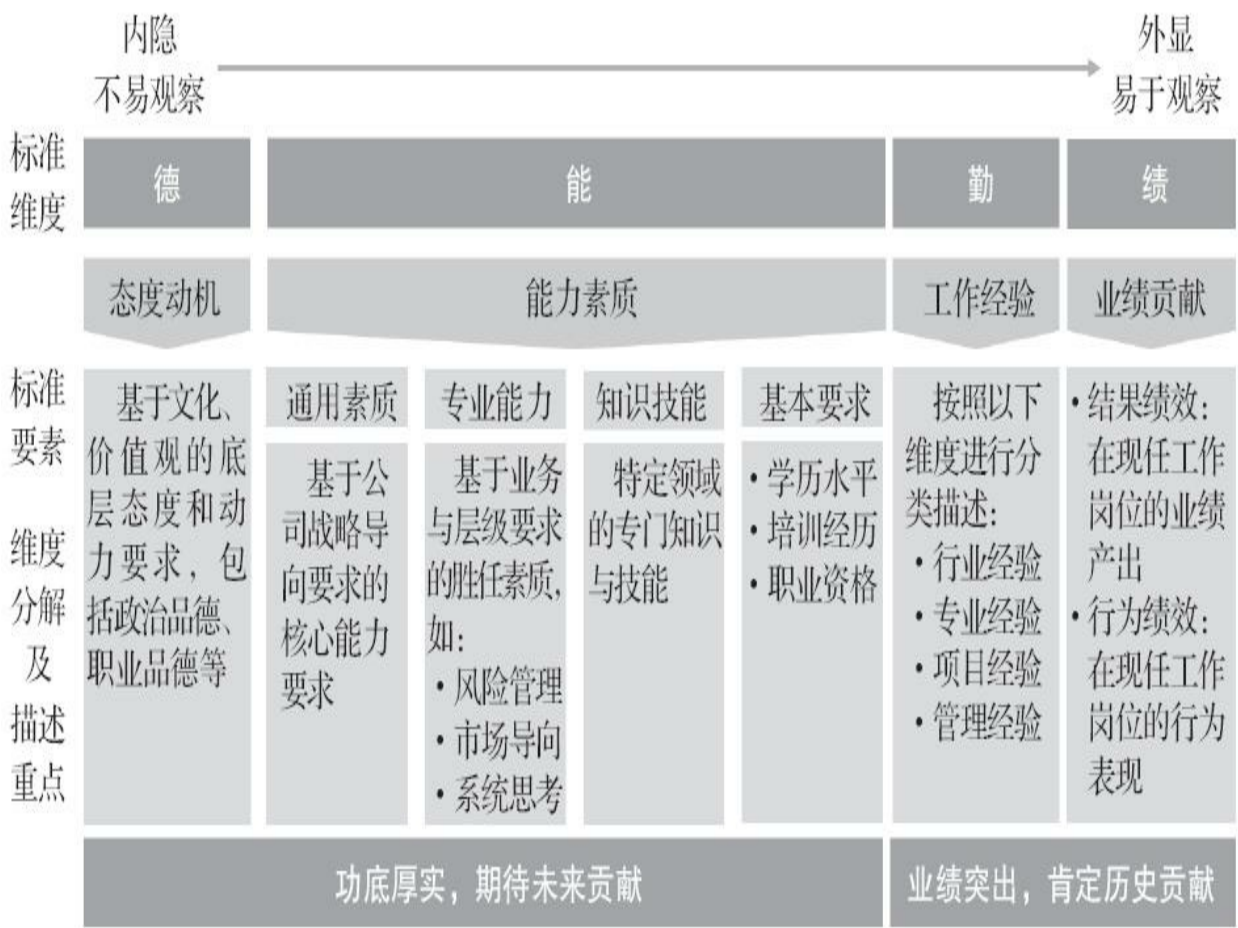 内隐
不易观察
外显
易于观察
标准
维度
德
能
勤
绩
态度动机
能力素质
工作经验
业绩贡献
标准
要素
维度
分解
及
描述
重点
基于文化、
价值观的底
层态度和动
力要求，包
括政治品德、
职业品德等
通用素质
基于公
司战略导
向要求的
核心能力
要求
专业能力
基于业务
与层级要求
的胜任素质，
如：
·风险管理
·市场导向
·系统思考
知识技能
特定领域
的专门知识
与技能
基本要求
·学历水平
·培训经历
·职业资格
按照以下
维度进行分
类描述：
·行业经验
·专业经验
·项目经验
·管理经验
·结果绩效：
在现任工作
岗位的业绩
产出
·行为绩效：
在现任工作
岗位的行为
表现
功底厚实，期待未来贡献
业绩突出，肯定历史贡献